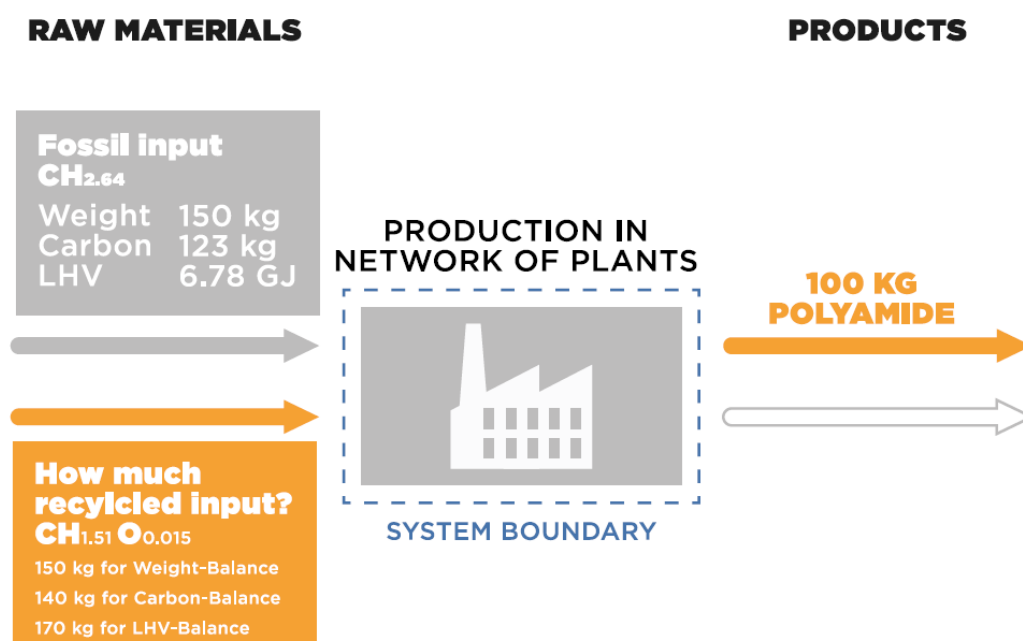 RAW MATERIALS
PRODUCTS
Fossil input
CH2.64
Weight 150 kg
Carbon 123 kg
LHV 6.78 GJ
PRODUCTION IN
NETWORK OF PLANTS
100 KG
POLYAMIDE
How much
recylcled input?
CH1.51 O0.015
150 kg for Weight-Balance
140 kg for Carbon-Balance
170 kg for LHV-Balance
SYSTEM BOUNDARY